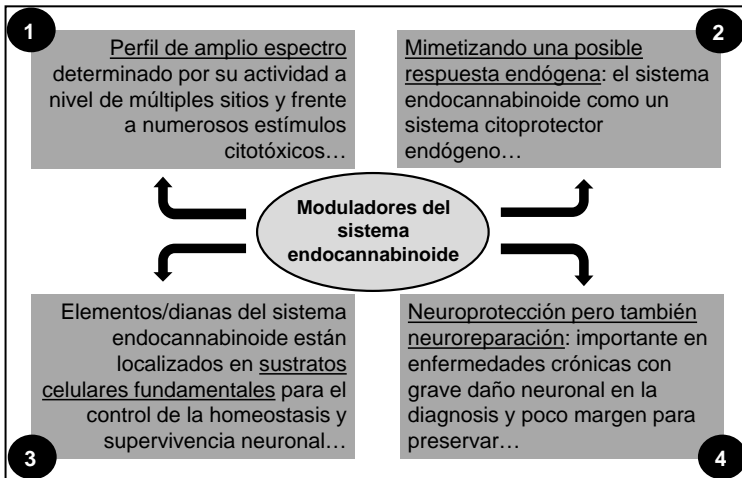 1
Perfil de amplio espectro
determinado por su actividad a
nivel de múltiples sitios y frente
a numerosos estímulos
citotóxicos…
2
Mimetizando una posible
respuesta endógena: el sistema
endocannabinoide como un
sistema citoprotector
endógeno…
Moduladores del
sistema
endocannabinoide
Elementos/dianas del sistema
endocannabinoide están
localizados en sustratos
celulares fundamentales para el
control de la homeostasis y
supervivencia neuronal…
3
Neuroprotección pero también
neuroreparación: importante en
enfermedades crónicas con
grave daño neuronal en la
diagnosis y poco margen para
preservar…
4